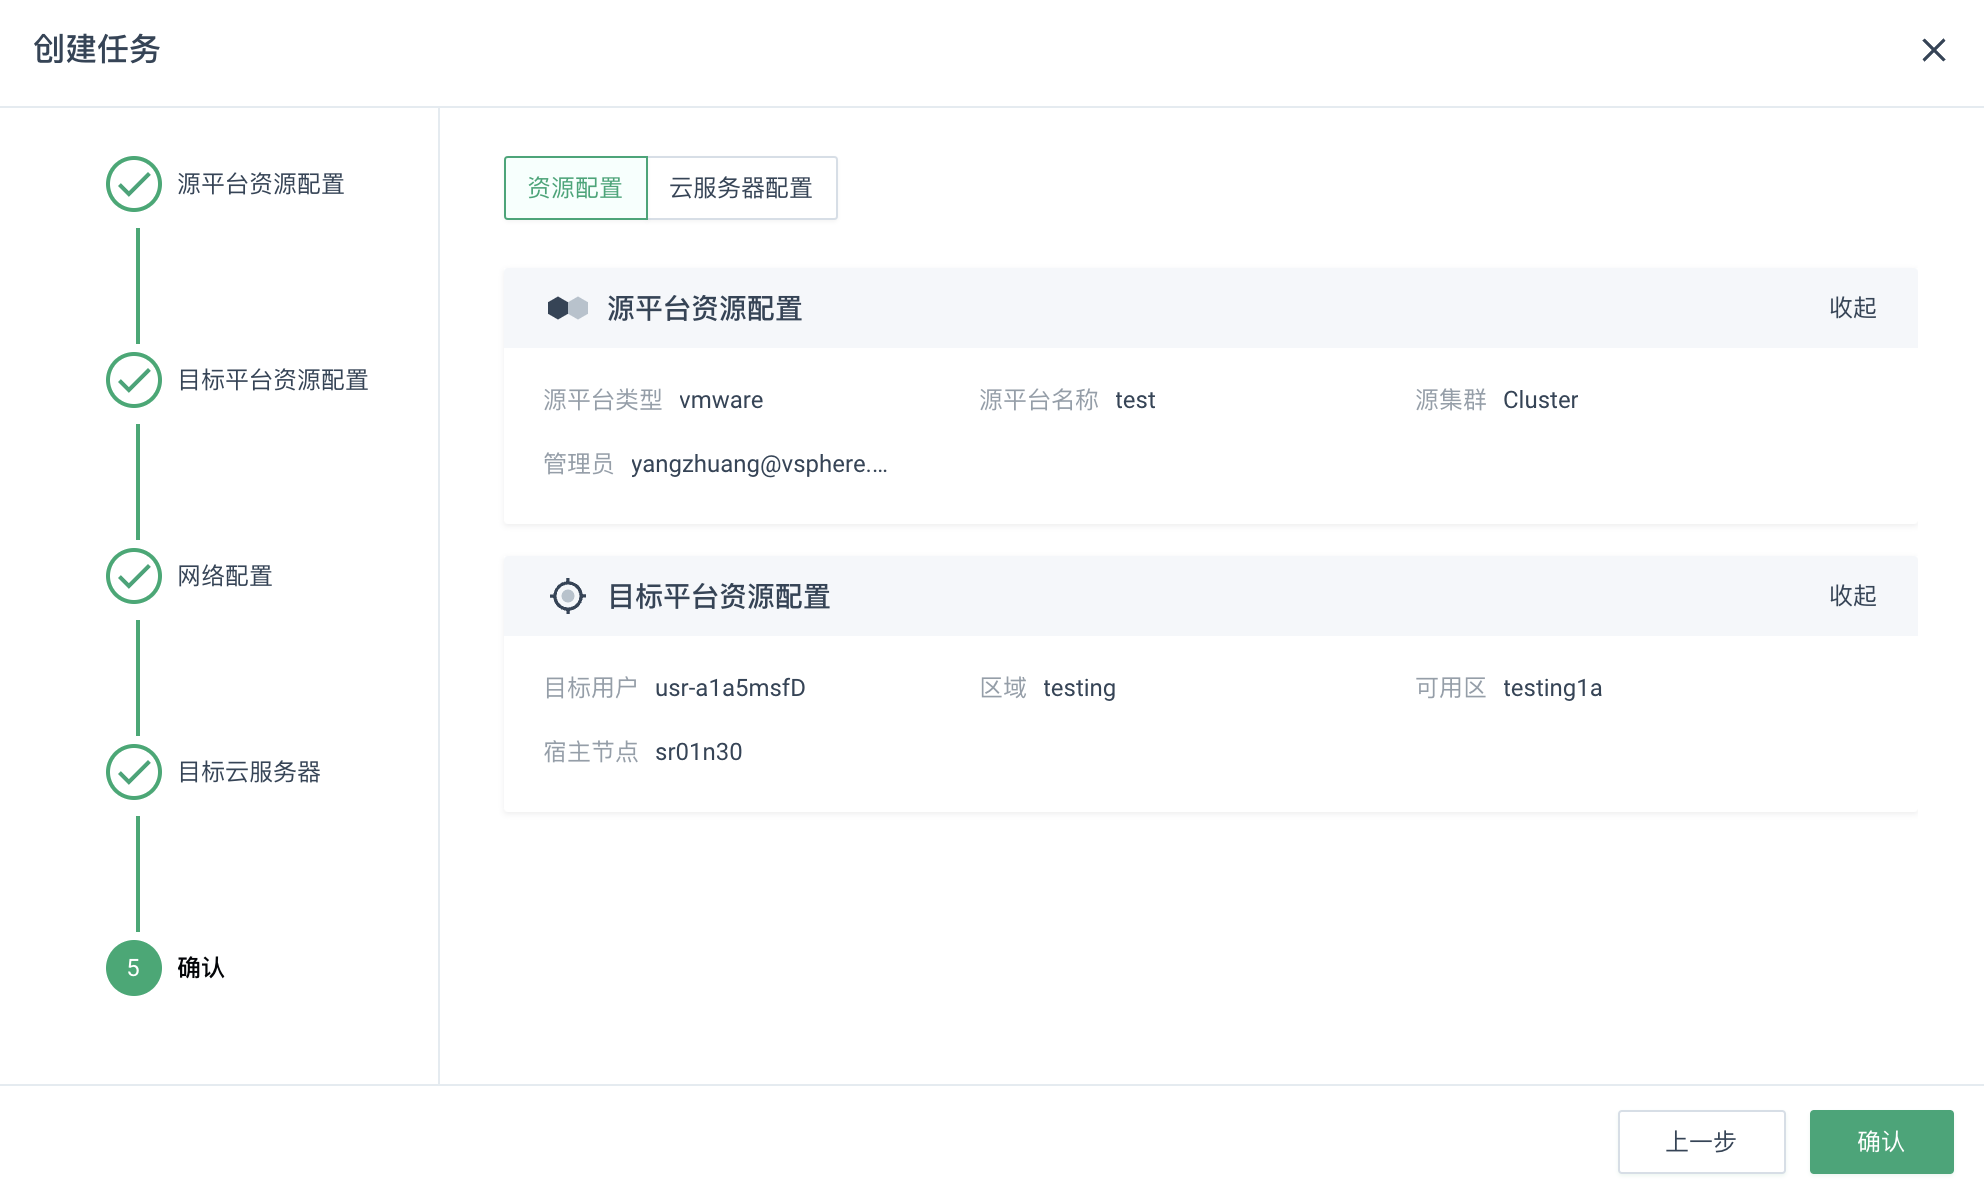 创建任务
源平台资源配置
目标平台资源配置
网络配置
目标云服务器
5 确认
资源配置 云服务器配置
源平台资源配置 收起
源平台类型 vmware 源平台名称 test 源集群 Cluster
管理员 yangzhuang@vsphere....
目标平台资源配置 收起
目标用户 usr-a1a5msfD 区域 testing 可用区 testing1a
宿主节点 sr01n30
上一步 确认